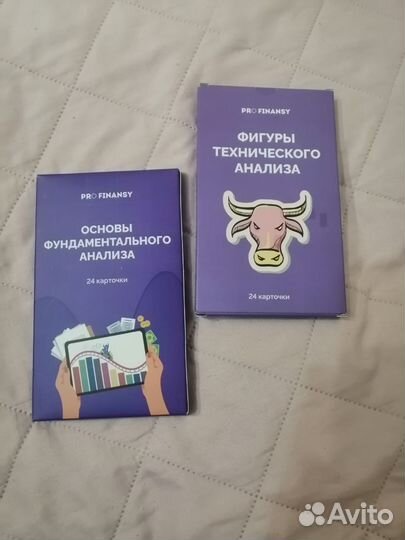 PRO FINANSY
ОСНОВЫ
ФУНДАМЕНТАЛЬНОГО
АНАЛИЗА
24 карточки
PRO FINANSY
ФИГУРЫ
ТЕХНИЧЕСКОГО
АНАЛИЗА
24 карточки
Avito